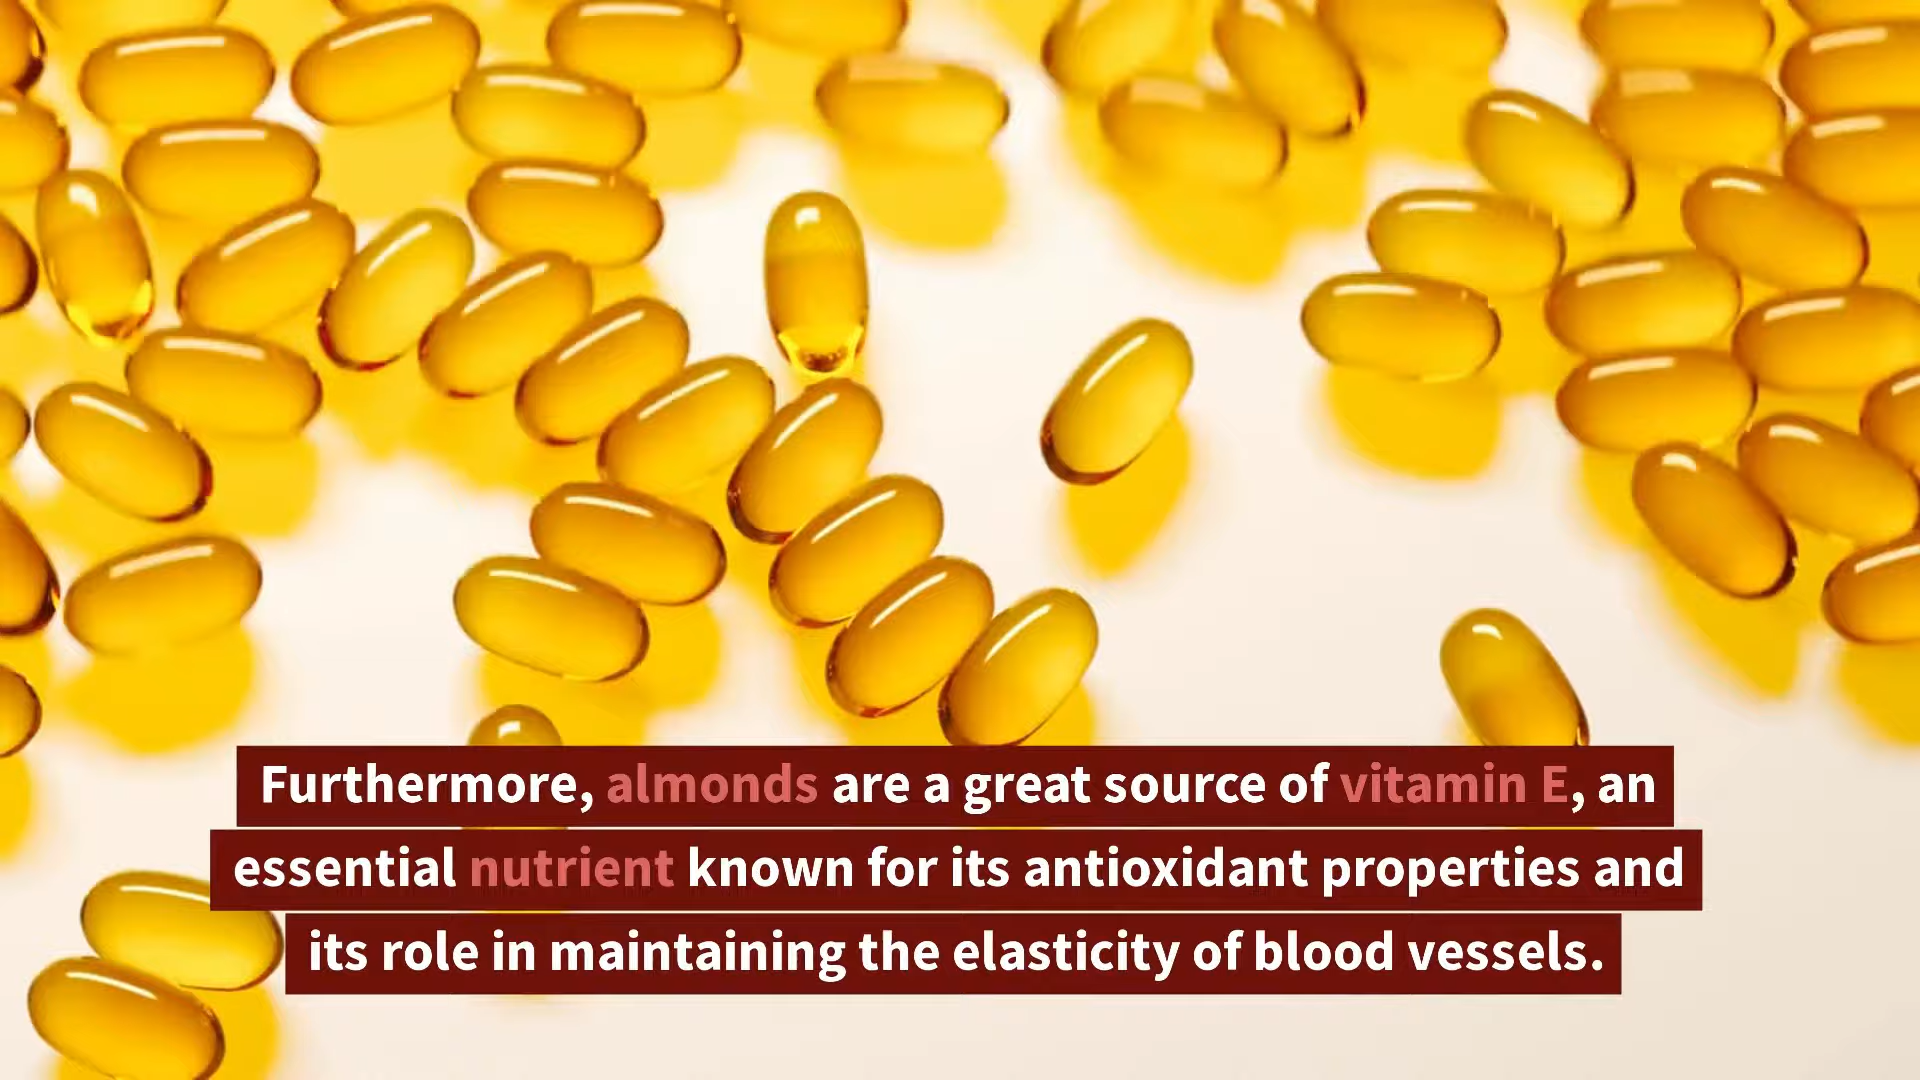 Furthermore, almonds are a great source of vitamin E, an
essential nutrient known for its antioxidant properties and
its role in maintaining the elasticity of blood vessels.